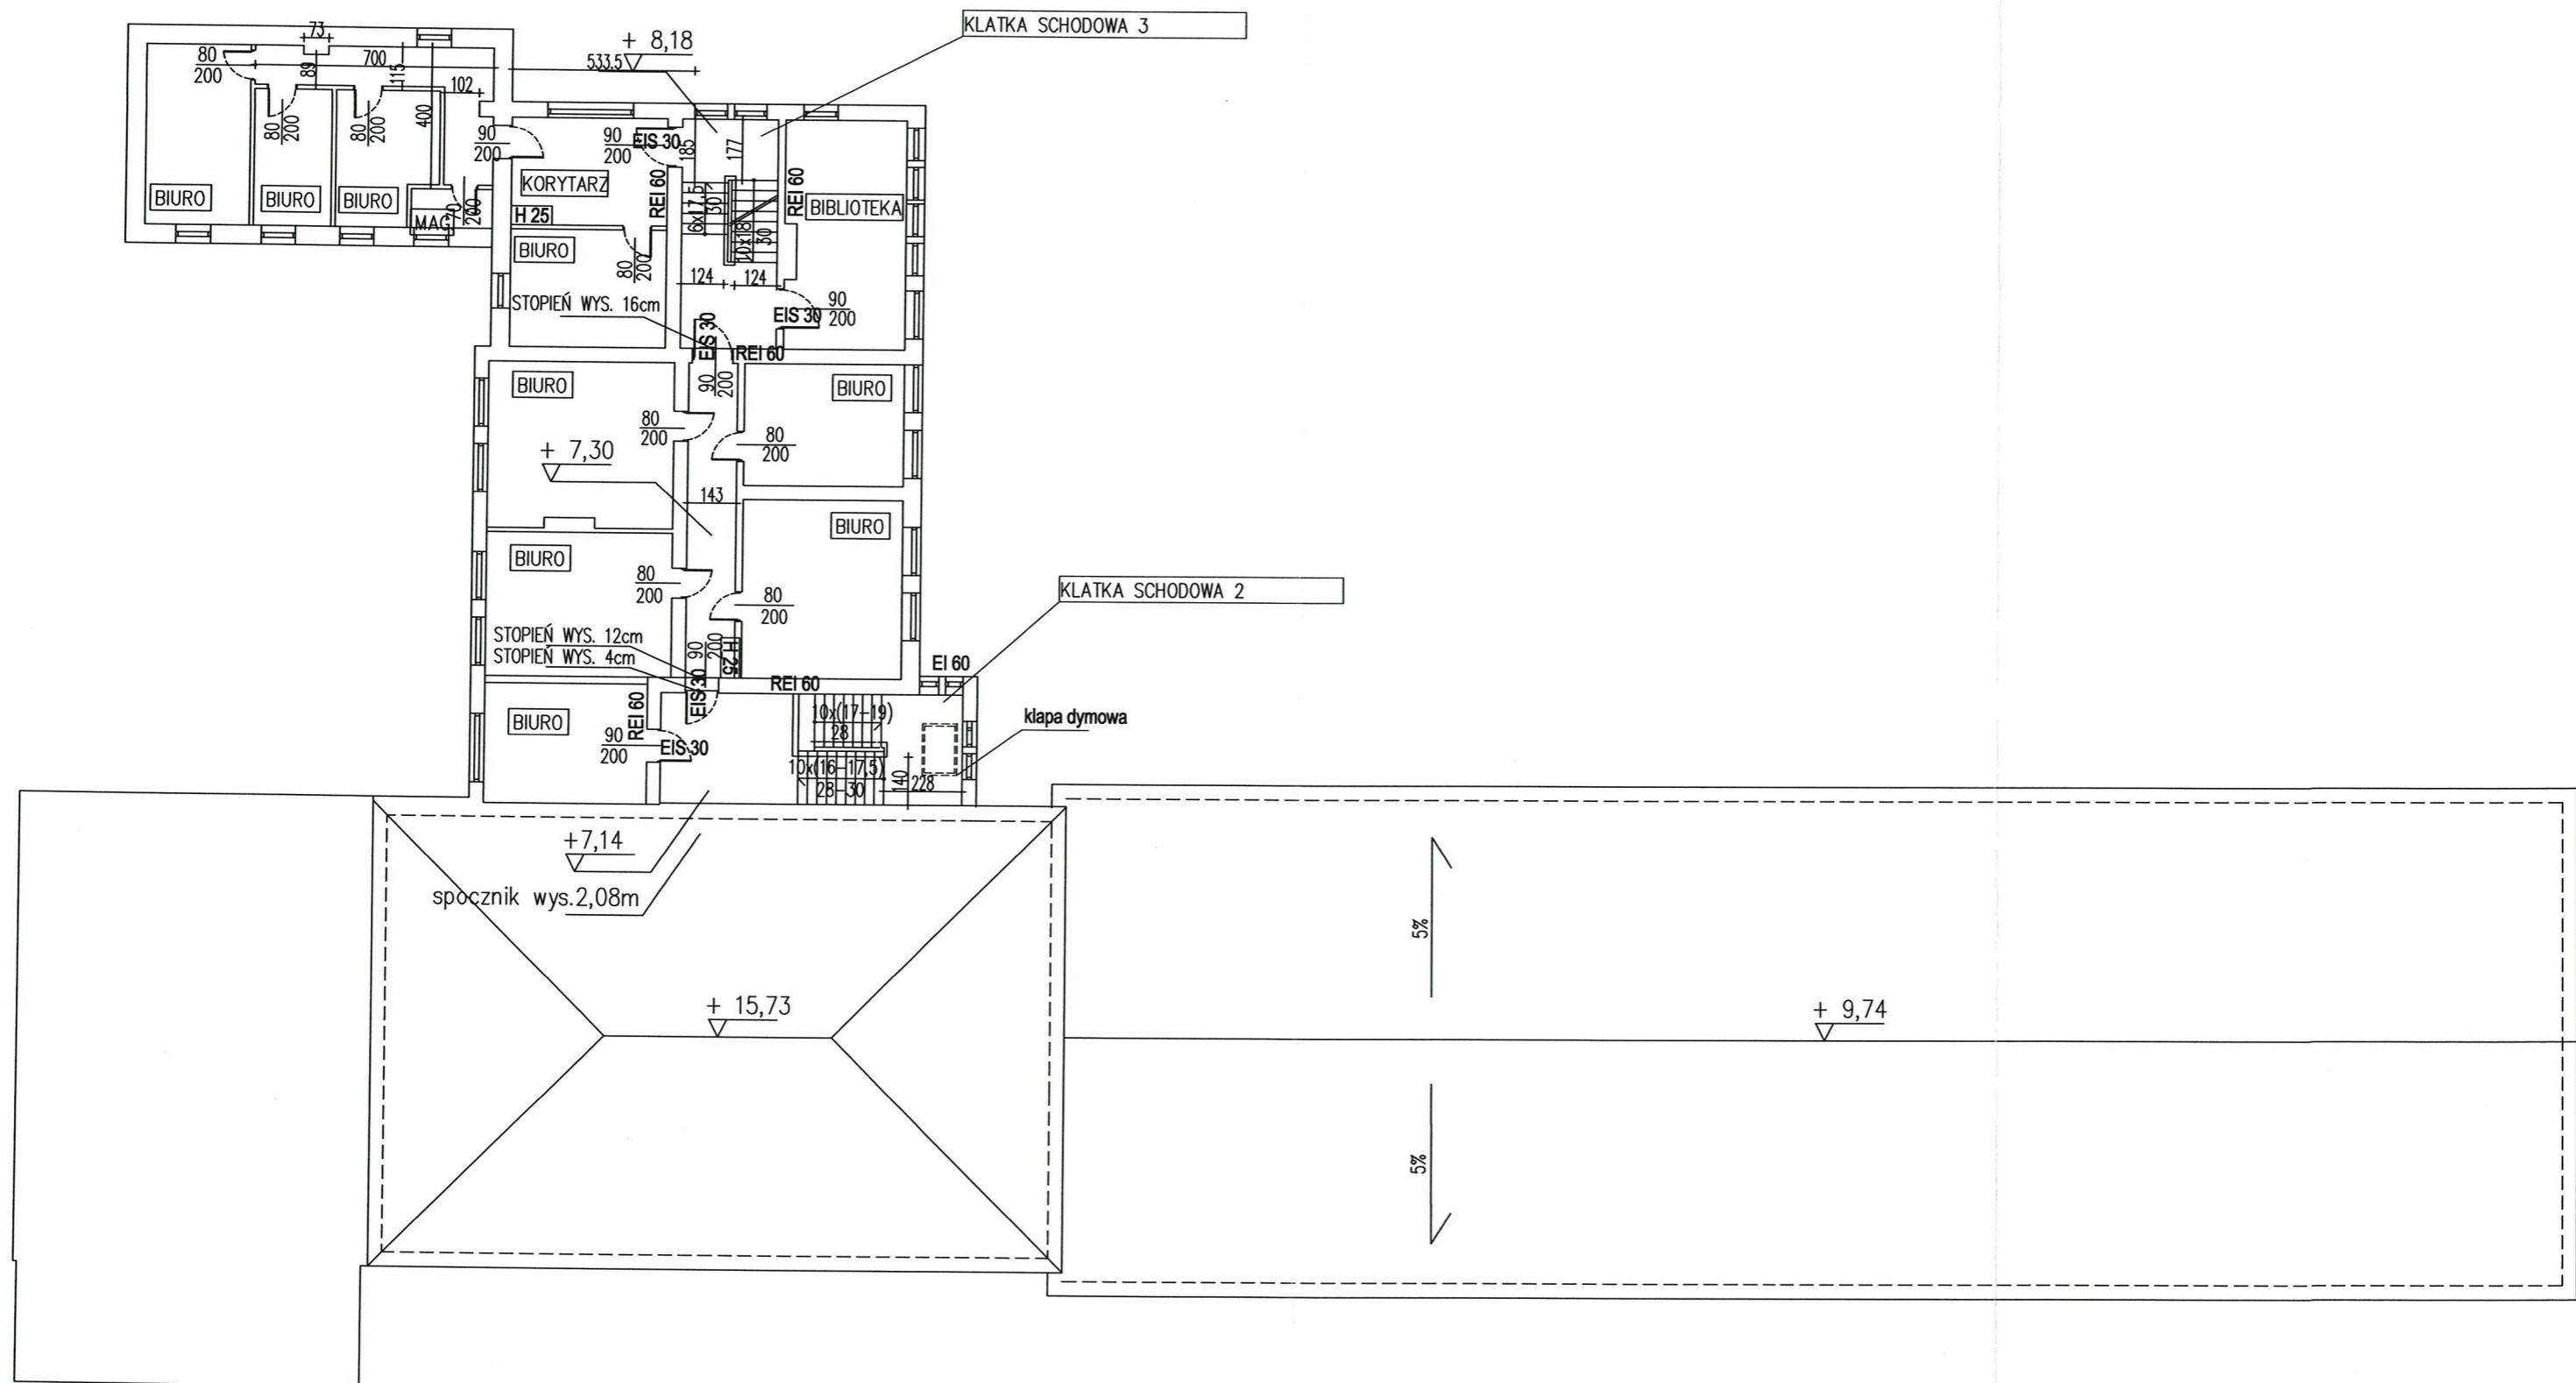 KLATKA SCHODOWA 3
+ 8,18
533.5
73
80
200
700
89
115
102
400
80
200
80
200
90
200
90
200
EIS 30
185
177
BIURO
BIURO
BIURO
MAG
70
200
KORYTARZ
H 25
REI 60
6x17,5
30
10x18
30
REI 60
BIBLIOTEKA
BIURO
80
200
124
124
STOPIEŃ WYS. 16cm
90
200
EIS 30
EIS 30
REI 60
90
200
BIURO
BIURO
80
200
80
200
+ 7,30
143
BIURO
BIURO
80
200
80
200
KLATKA SCHODOWA 2
STOPIEŃ WYS. 12cm
STOPIEŃ WYS. 4cm
90
200
H 25
EIS 30
REI 60
EI 60
BIURO
REI 60
90
200
EIS 30
10x(17-19)
28
klapa dymowa
10x(16-17,5)
28-30
140
228
+7,14
spocznik wys.2,08m
5%
+ 15,73
+ 9,74
5%